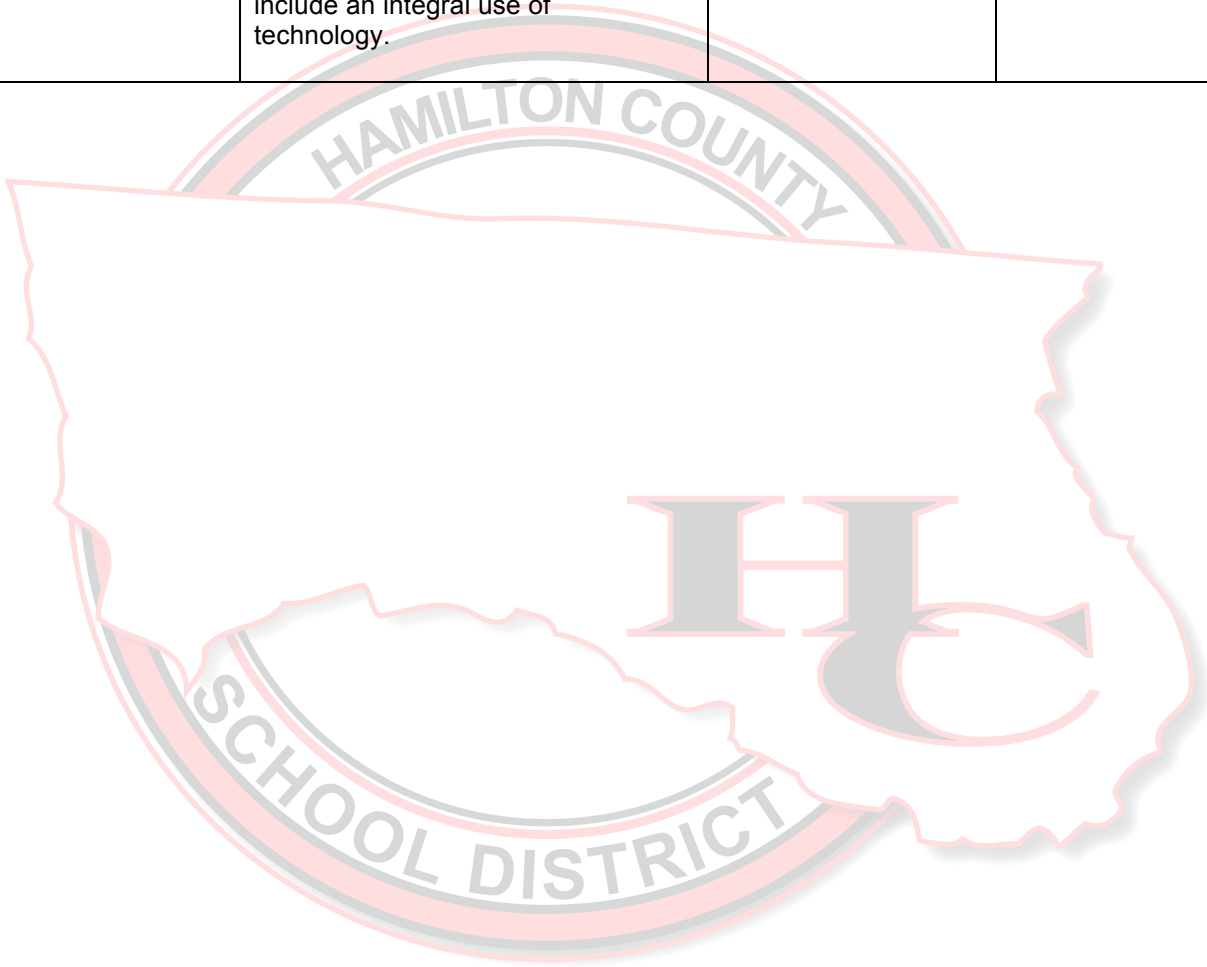 include an integral use of
technology.
HAMILTON COUNTY
HC
SCHOOL DISTRICT